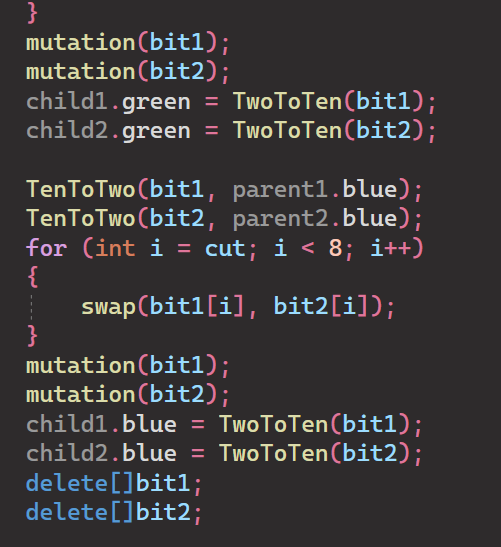 }
mutation(bit1);
mutation(bit2);
child1.green = TwoToTen(bit1);
child2.green = TwoToTen(bit2);

TenToTwo(bit1, parent1.blue);
TenToTwo(bit2, parent2.blue);
for (int i = cut; i < 8; i++)
{
    swap(bit1[i], bit2[i]);
}
mutation(bit1);
mutation(bit2);
child1.blue = TwoToTen(bit1);
child2.blue = TwoToTen(bit2);
delete[]bit1;
delete[]bit2;